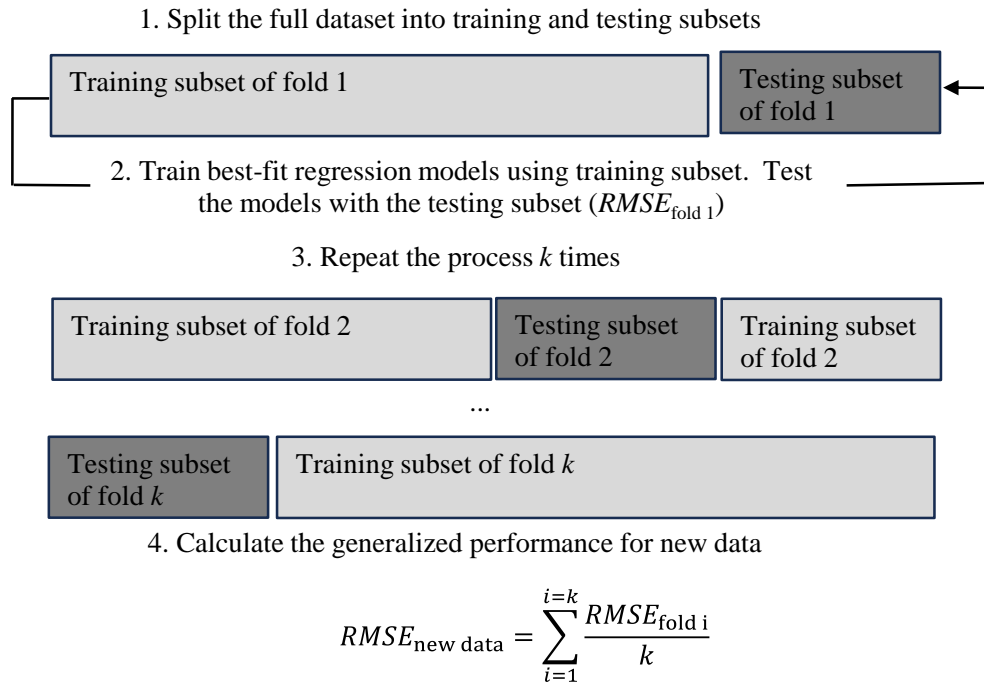 1. Split the full dataset into training and testing subsets
Training subset of fold 1
Testing subset
of fold 1
2. Train best-fit regression models using training subset.  Test
the models with the testing subset (RMSE_fold 1)
3. Repeat the process k times
Training subset of fold 2
Testing subset
of fold 2
Training subset
of fold 2
...
Testing subset
of fold k
Training subset of fold k
4. Calculate the generalized performance for new data
RMSE_new data = ∑_{i=1}^{i=k} RMSE_fold i / k